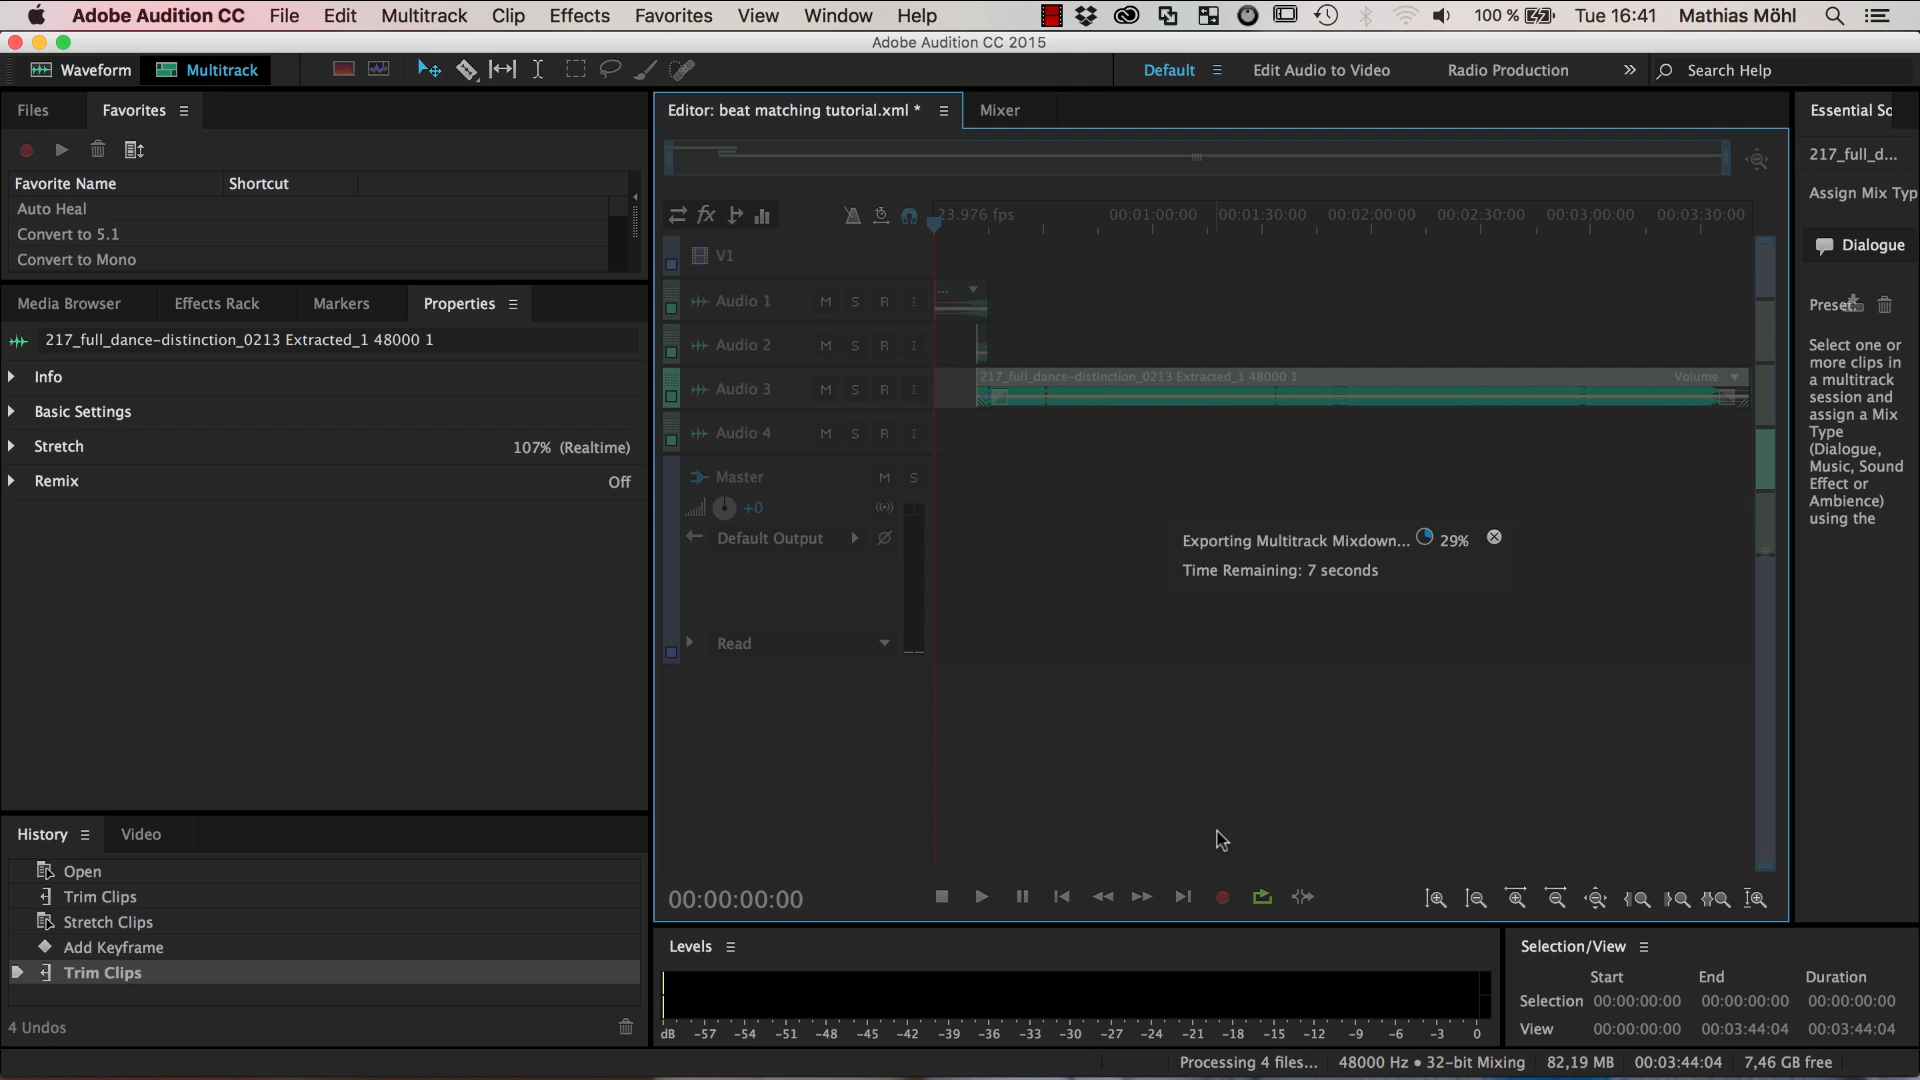 Adobe Audition CC File Edit Multitrack Clip Effects Favorites View Window Help 100 % Tue 16:41 Mathias Möhl
Adobe Audition CC 2015
Waveform Multitrack Default Edit Audio to Video Radio Production Search Help
Files Favorites
Favorite Name Shortcut
Auto Heal
Convert to 5.1
Convert to Mono
Media Browser Effects Rack Markers Properties
217_full_dance-distinction_0213 Extracted_1 48000 1
Info
Basic Settings
Stretch 107% (Realtime)
Remix Off
History Video
Open
Trim Clips
Stretch Clips
Add Keyframe
Trim Clips
4 Undos
Editor: beat matching tutorial.xml * Mixer
fx 23.976 fps 00:01:00:00 00:01:30:00 00:02:00:00 00:02:30:00 00:03:00:00 00:03:30:00
V1
Audio 1 M S R I ...
Audio 2 M S R I
217_full_dance-distinction_0213 Extracted_1 48000 1 Volume
Audio 3 M S R I
Audio 4 M S R I
Master M S
+0
Default Output
Read
Exporting Multitrack Mixdown... 29%
Time Remaining: 7 seconds
00:00:00:00
Levels
dB -57 -54 -51 -48 -45 -42 -39 -36 -33 -30 -27 -24 -21 -18 -15 -12 -9 -6 -3 0
Essential So
217_full_d...
Assign Mix Typ
Dialogue
Preset:
Select one or
more clips in
a multitrack
session and
assign a Mix
Type
(Dialogue,
Music, Sound
Effect or
Ambience)
using the
Selection/View
Start End Duration
Selection 00:00:00:00 00:00:00:00 00:00:00:00
View 00:00:00:00 00:03:44:04 00:03:44:04
Processing 4 files... 48000 Hz • 32-bit Mixing 82,19 MB 00:03:44:04 7,46 GB free